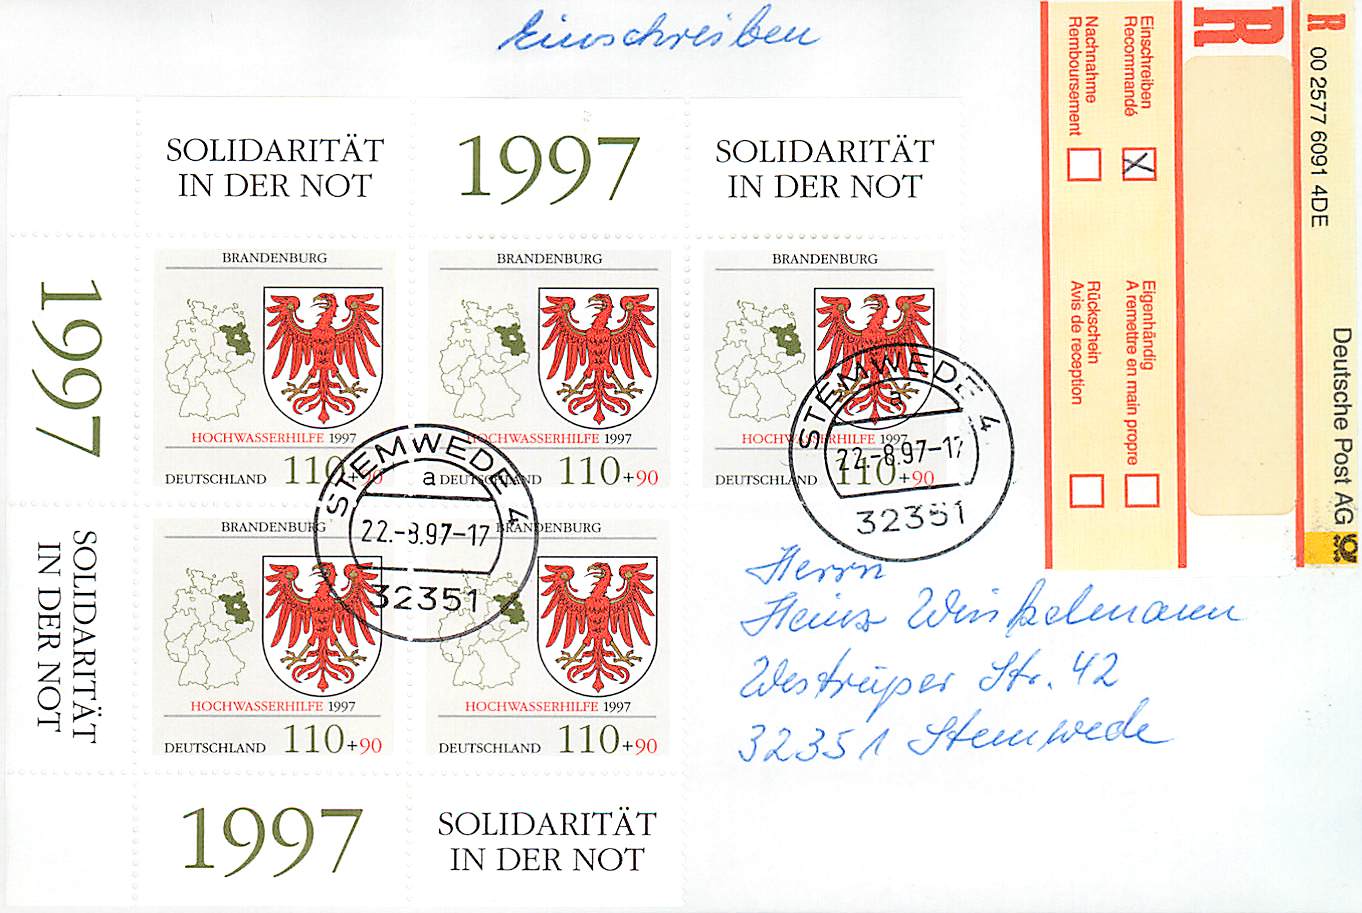 Einschreiben
SOLIDARITÄT
IN DER NOT
1997
SOLIDARITÄT
IN DER NOT
1997
SOLIDARITÄT
IN DER NOT
BRANDENBURG
HOCHWASSERHILFE 1997
DEUTSCHLAND 110+90
BRANDENBURG
HOCHWASSERHILFE 1997
DEUTSCHLAND 110+90
BRANDENBURG
HOCHWASSERHILFE 1997
DEUTSCHLAND 110+90
BRANDENBURG
HOCHWASSERHILFE 1997
DEUTSCHLAND 110+90
BRANDENBURG
HOCHWASSERHILFE 1997
DEUTSCHLAND 110+90
1997
SOLIDARITÄT
IN DER NOT
STEMWEDE 4
a
22.-8.97-17
32351
STEMWEDE 4
a
22.-8.97-17
32351
R
R
00 2577 6091 4DE
Deutsche Post AG
Einschreiben
Recommandé
X
Nachnahme
Remboursement
Eigenhändig
A remettre en main propre
Rückschein
Avis de reception
Herrn
Heinz Winkelmann
Westruper Str. 42
32351 Stemwede